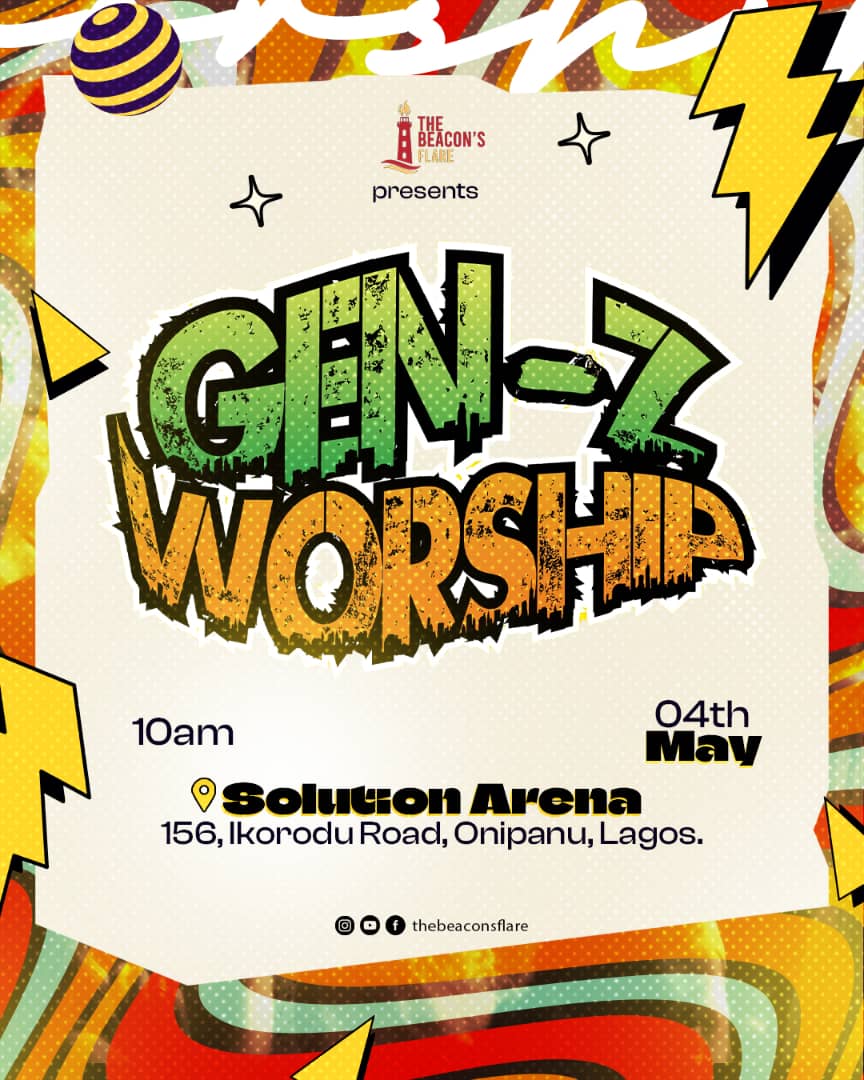 THE
BEACON'S
FLARE
presents
GEN-Z
WORSHIP
10am
04th
May
Solution Arena
156, Ikorodu Road, Onipanu, Lagos.
thebeaconsflare